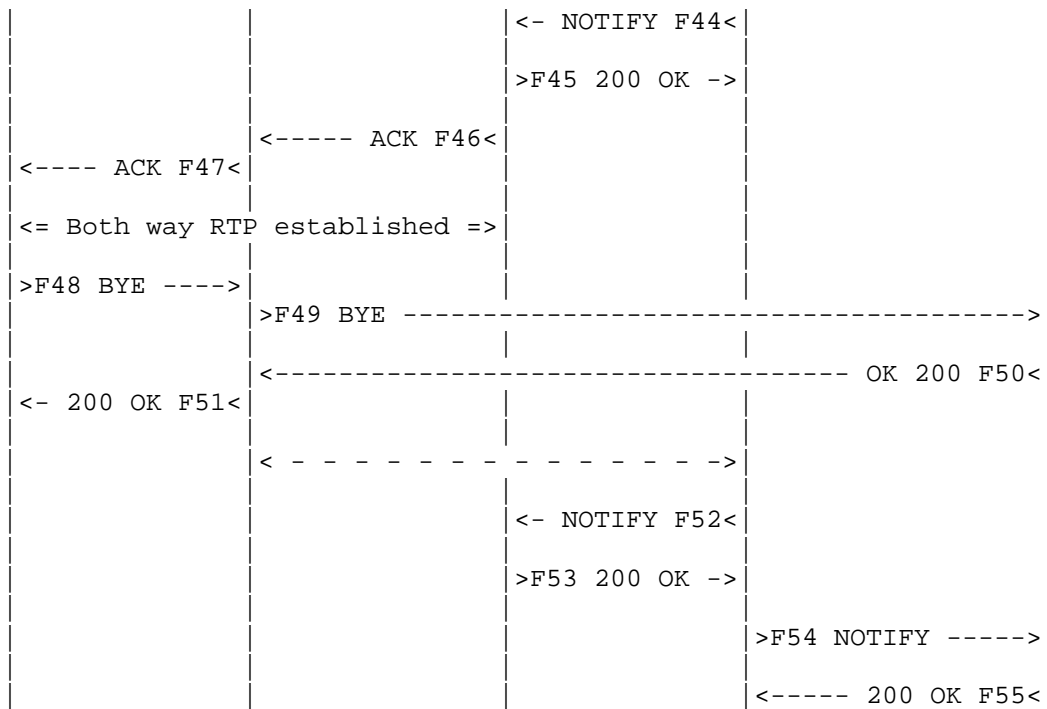 <- NOTIFY F44<
>F45 200 OK ->
<----- ACK F46<
<---- ACK F47<
<= Both way RTP established =>
>F48 BYE ---->
>F49 BYE --------------------------------------->
<------------------------------------ OK 200 F50<
<- 200 OK F51<
< - - - - - - - - - - - - - ->
<- NOTIFY F52<
>F53 200 OK ->
>F54 NOTIFY ----->
<----- 200 OK F55<